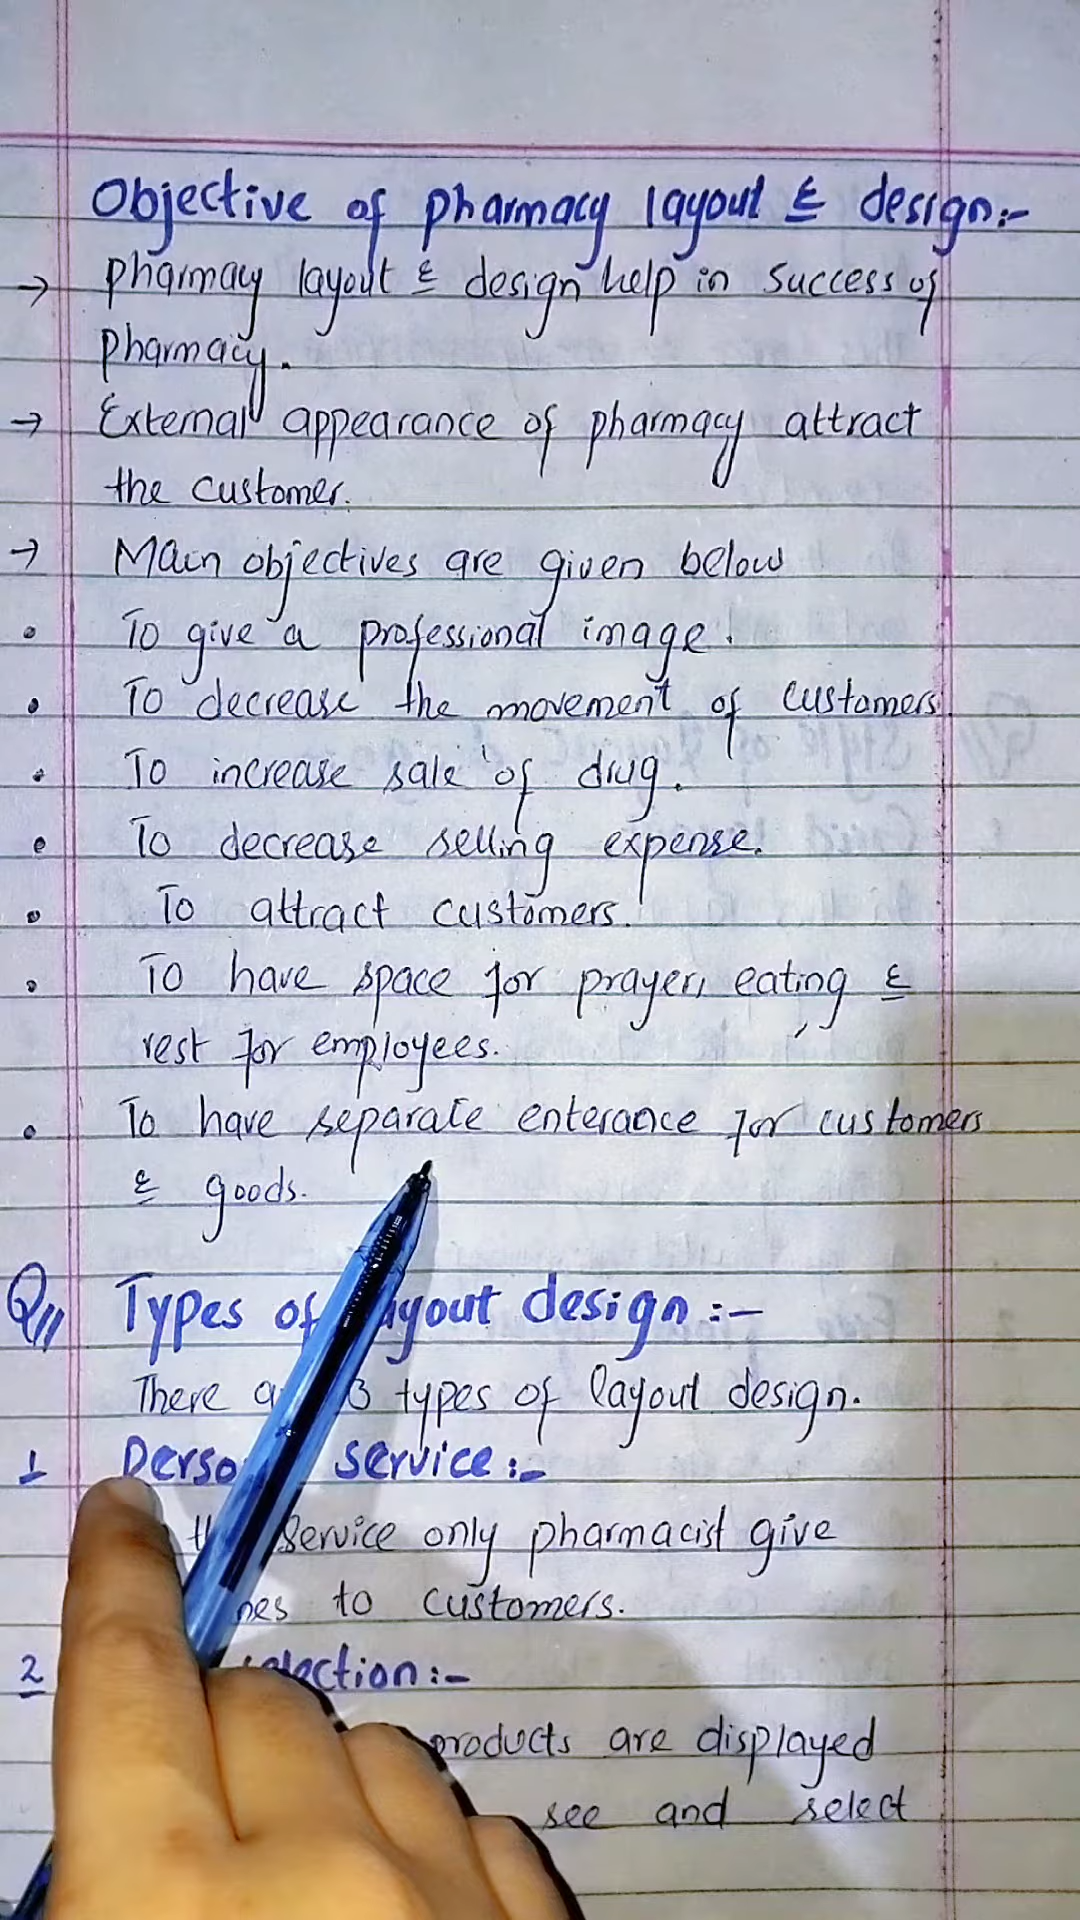 Objective of pharmacy layout & design:-
→ pharmacy layout & design help in success of
pharmacy.
→ External appearance of pharmacy attract
the customer.
→ Main objectives are given below
• To give a professional image.
• To decrease the movement of customers.
• To increase sale of drug.
• To decrease selling expense.
• To attract customers.
• To have space for prayer, eating &
rest for employees.
• To have separate enterance for customers
& goods.
Q// Types of design:-
There 3 types of layout design.
1 service:-
service only pharmacist give
to customers.
2
products are displayed
see and select